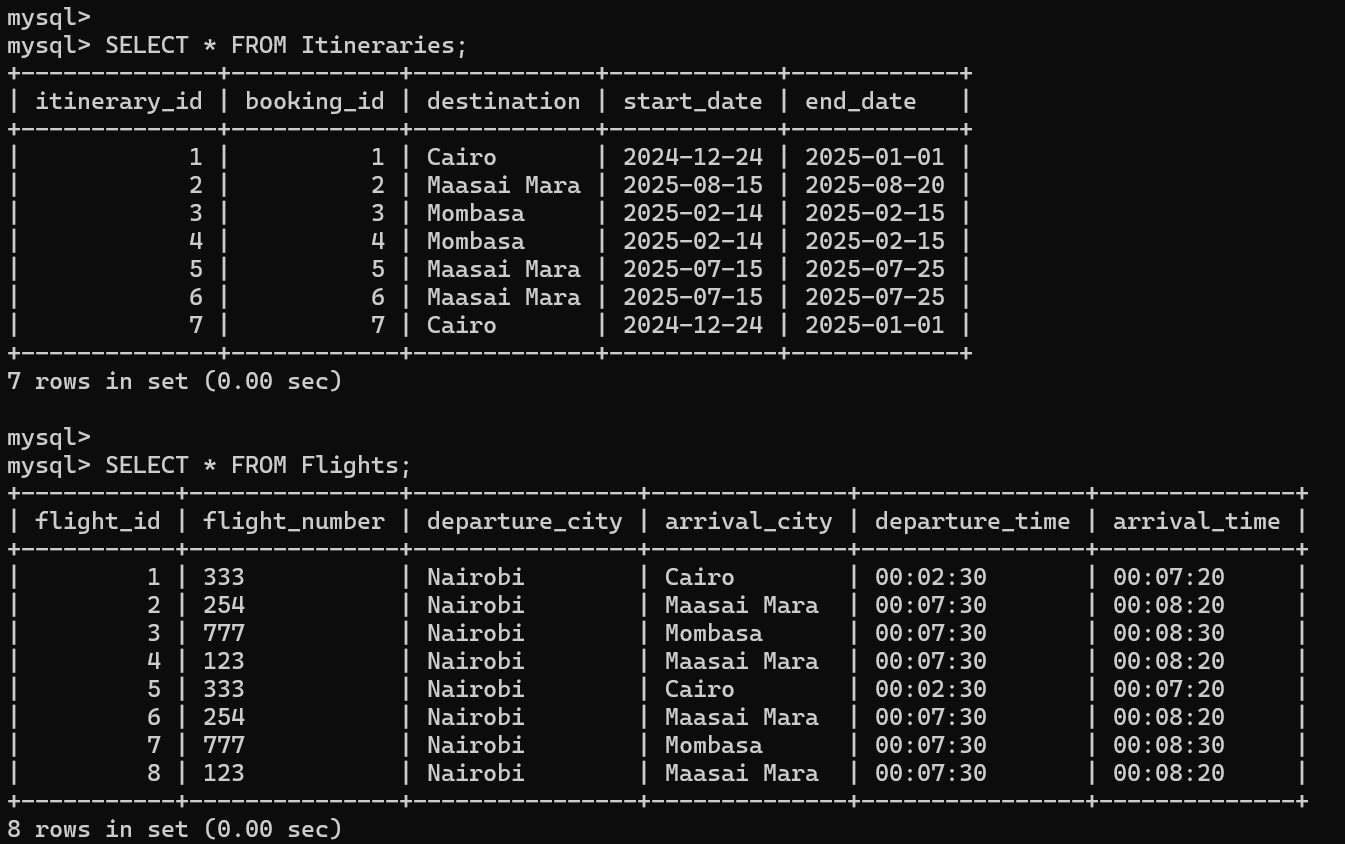 mysql>
mysql> SELECT * FROM Itineraries;
+--------------+------------+-------------+------------+------------+
| itinerary_id | booking_id | destination | start_date | end_date   |
+--------------+------------+-------------+------------+------------+
|            1 |          1 | Cairo       | 2024-12-24 | 2025-01-01 |
|            2 |          2 | Maasai Mara | 2025-08-15 | 2025-08-20 |
|            3 |          3 | Mombasa     | 2025-02-14 | 2025-02-15 |
|            4 |          4 | Mombasa     | 2025-02-14 | 2025-02-15 |
|            5 |          5 | Maasai Mara | 2025-07-15 | 2025-07-25 |
|            6 |          6 | Maasai Mara | 2025-07-15 | 2025-07-25 |
|            7 |          7 | Cairo       | 2024-12-24 | 2025-01-01 |
+--------------+------------+-------------+------------+------------+
7 rows in set (0.00 sec)

mysql>
mysql> SELECT * FROM Flights;
+-----------+---------------+----------------+--------------+----------------+--------------+
| flight_id | flight_number | departure_city | arrival_city | departure_time | arrival_time |
+-----------+---------------+----------------+--------------+----------------+--------------+
|         1 | 333           | Nairobi        | Cairo        | 00:02:30       | 00:07:20     |
|         2 | 254           | Nairobi        | Maasai Mara  | 00:07:30       | 00:08:20     |
|         3 | 777           | Nairobi        | Mombasa      | 00:07:30       | 00:08:30     |
|         4 | 123           | Nairobi        | Maasai Mara  | 00:07:30       | 00:08:20     |
|         5 | 333           | Nairobi        | Cairo        | 00:02:30       | 00:07:20     |
|         6 | 254           | Nairobi        | Maasai Mara  | 00:07:30       | 00:08:20     |
|         7 | 777           | Nairobi        | Mombasa      | 00:07:30       | 00:08:30     |
|         8 | 123           | Nairobi        | Maasai Mara  | 00:07:30       | 00:08:20     |
+-----------+---------------+----------------+--------------+----------------+--------------+
8 rows in set (0.00 sec)